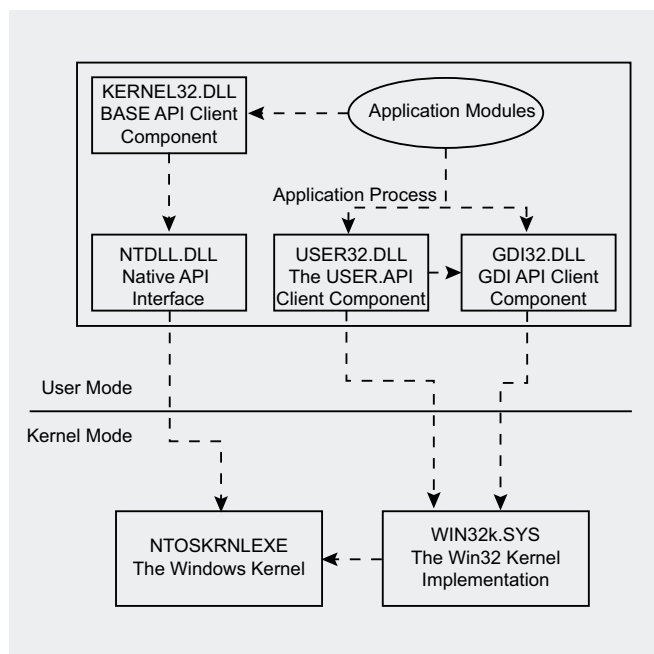 KERNEL32.DLL
BASE API Client
Component
Application Modules
Application Process
NTDLL.DLL
Native API
Interface
USER32.DLL
The USER.API
Client Component
GDI32.DLL
GDI API Client
Component
User Mode
Kernel Mode
NTOSKRNLEXE
The Windows Kernel
WIN32k.SYS
The Win32 Kernel
Implementation